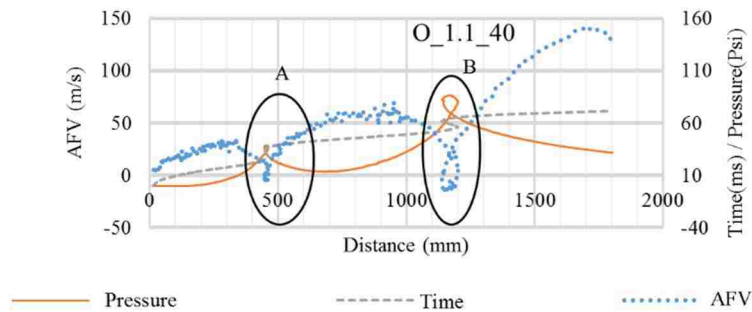 150
100
50
0
-50
AFV (m/s)
O_1.1_40
A
B
160
110
60
10
-40
Time(ms) / Pressure(Psi)
0
500
1000
1500
2000
Distance (mm)
Pressure
Time
AFV